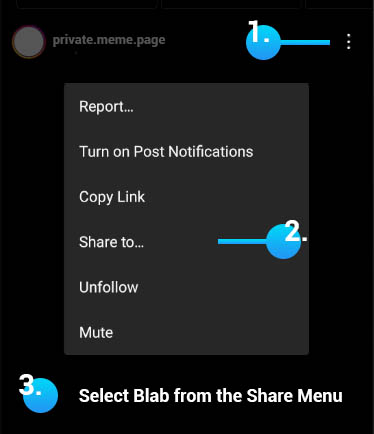 private.meme.page
1.
Report...
Turn on Post Notifications
Copy Link
Share to...
2.
Unfollow
Mute
3.
Select Blab from the Share Menu